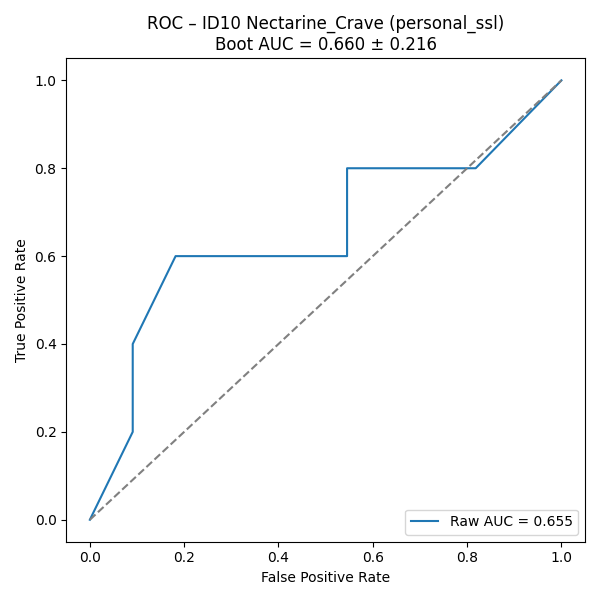 ROC – ID10 Nectarine_Crave (personal_ssl)
Boot AUC = 0.660 ± 0.216
1.0
0.8
0.6
0.4
0.2
0.0
True Positive Rate
Raw AUC = 0.655
0.0 0.2 0.4 0.6 0.8 1.0
False Positive Rate